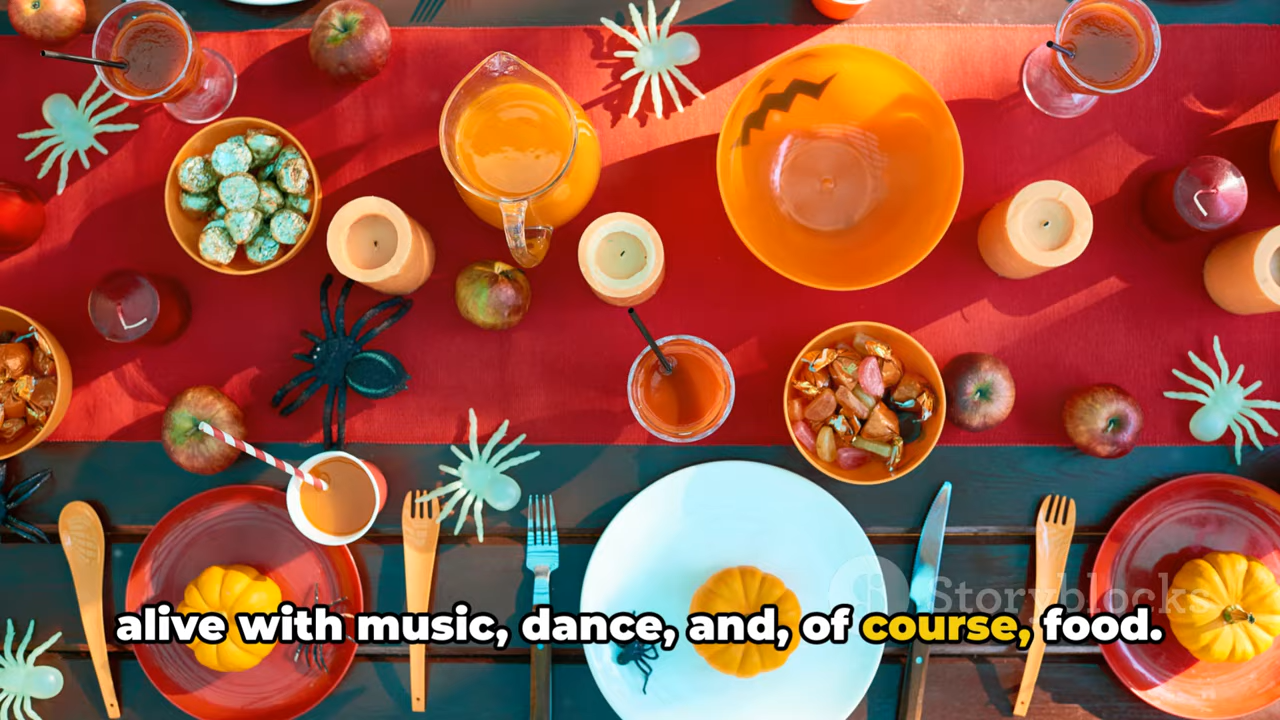 Storyblocks
alive with music, dance, and, of course, food.